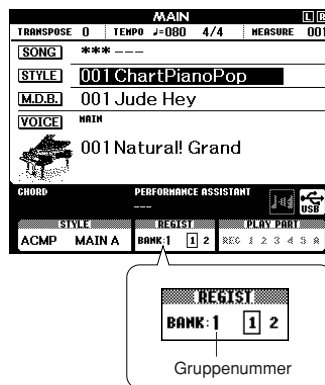 MAIN L R
TRANSPOSE 0 TEMPO ♩=080 4/4 MEASURE 001
SONG *** ---
STYLE 001 ChartPianoPop
M.D.B. 001 Jude Hey
VOICE MAIN
001 Natural! Grand
CHORD PERFORMANCE ASSISTANT
---
USB
STYLE REGIST PLAY PART
ACMP MAIN A BANK:1 1 2 REC 1 2 3 4 5 A
REGIST
BANK:1 1 2
Gruppenummer